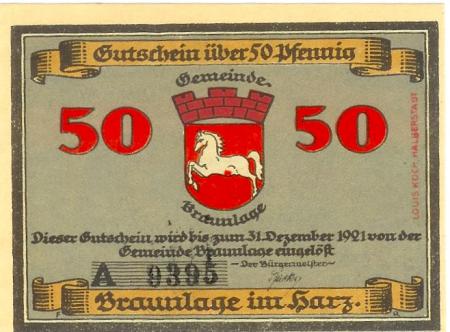 Gutschein über 50 Pfennig
Gemeinde
50 50
Braunlage
Dieser Gutschein wird bis zum 31. Dezember 1921 von der
Gemeinde Braunlage eingelöst
- Der Bürgermeister -
A 9395
Braunlage im Harz.
LOUIS KOCH, HALBERSTADT